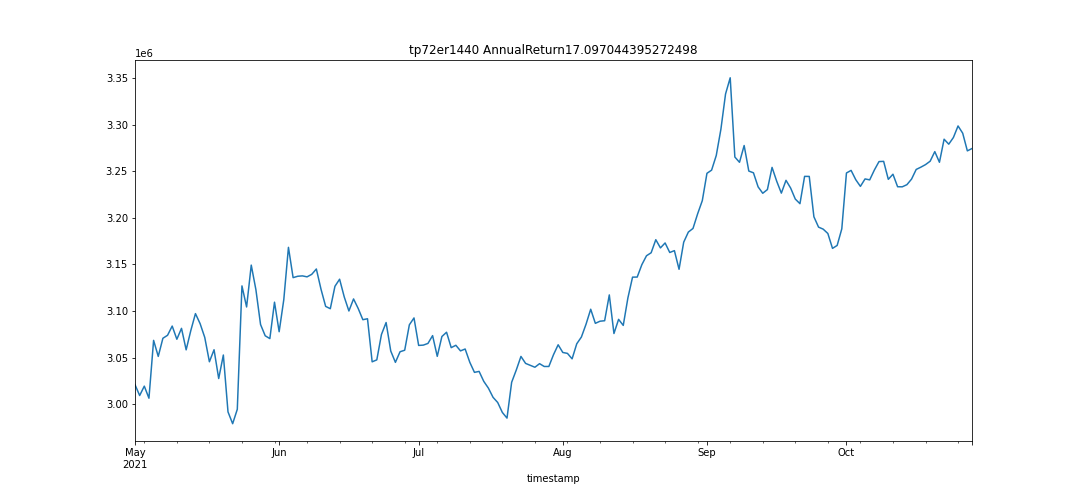 tp72er1440 AnnualReturn17.097044395272498
1e6
3.35
3.30
3.25
3.20
3.15
3.10
3.05
3.00
May Jun Jul Aug Sep Oct
2021
timestamp